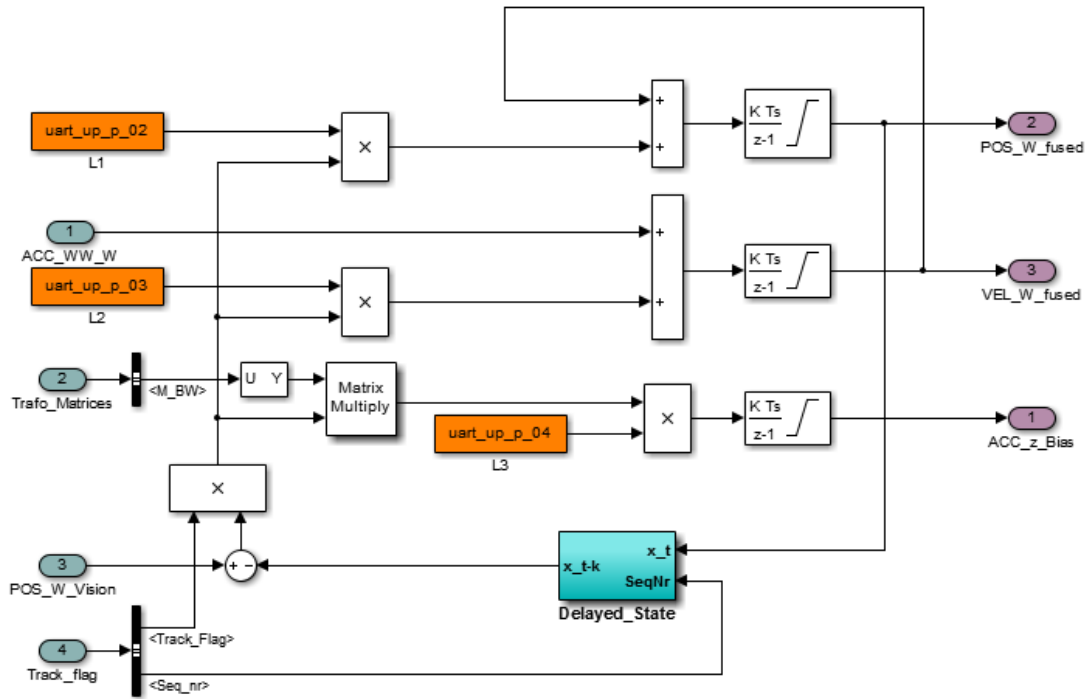 uart_up_p_02
L1
×
+
+
K Ts
z-1
2
POS_W_fused
1
ACC_WW_W
uart_up_p_03
L2
×
+
+
K Ts
z-1
3
VEL_W_fused
2
Trafo_Matrices
<M_BW>
U Y
Matrix
Multiply
uart_up_p_04
L3
×
K Ts
z-1
1
ACC_z_Bias
×
3
POS_W_Vision
+ −
x_t
x_t-k
SeqNr
Delayed_State
<Track_Flag>
4
Track_flag
<Seq_nr>